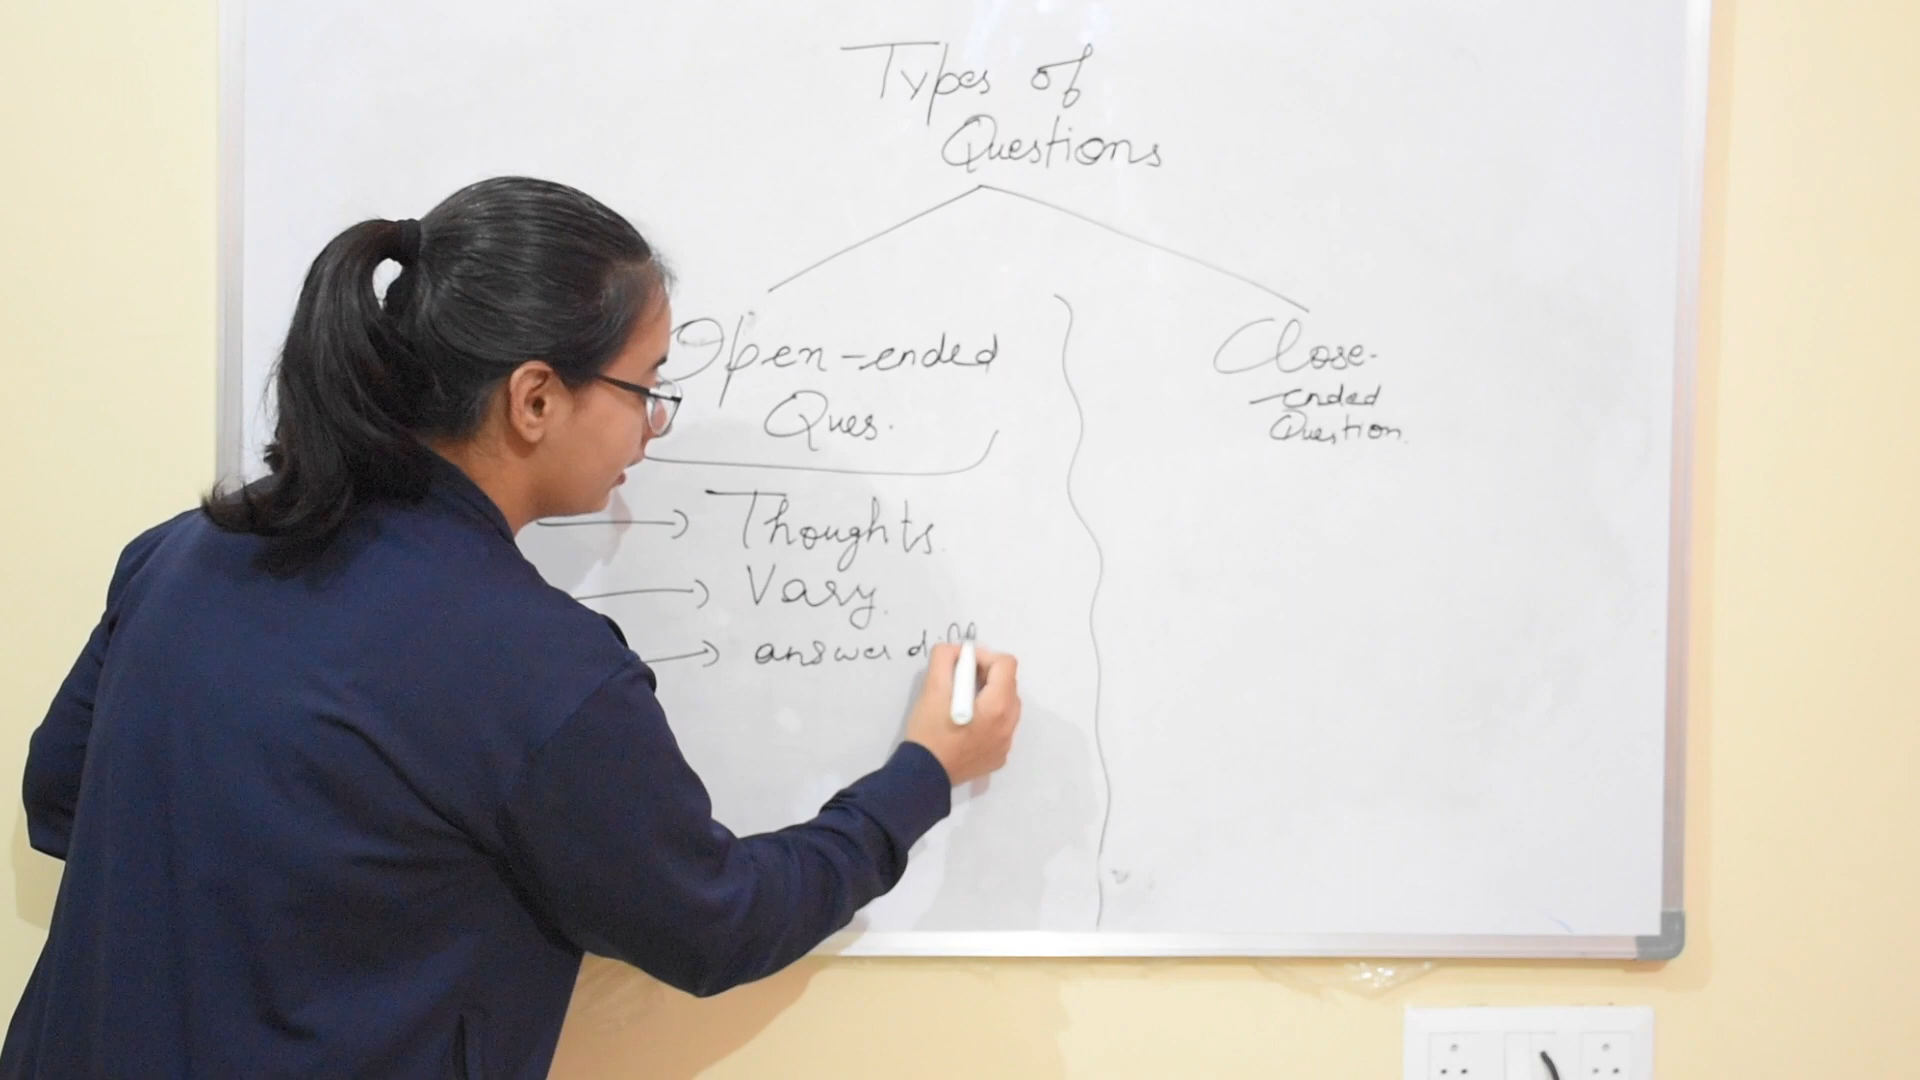 Types of
Questions
Open-ended
Ques.
Close-
ended
Question.
→ Thoughts.
→ Vary.
→ answer diff